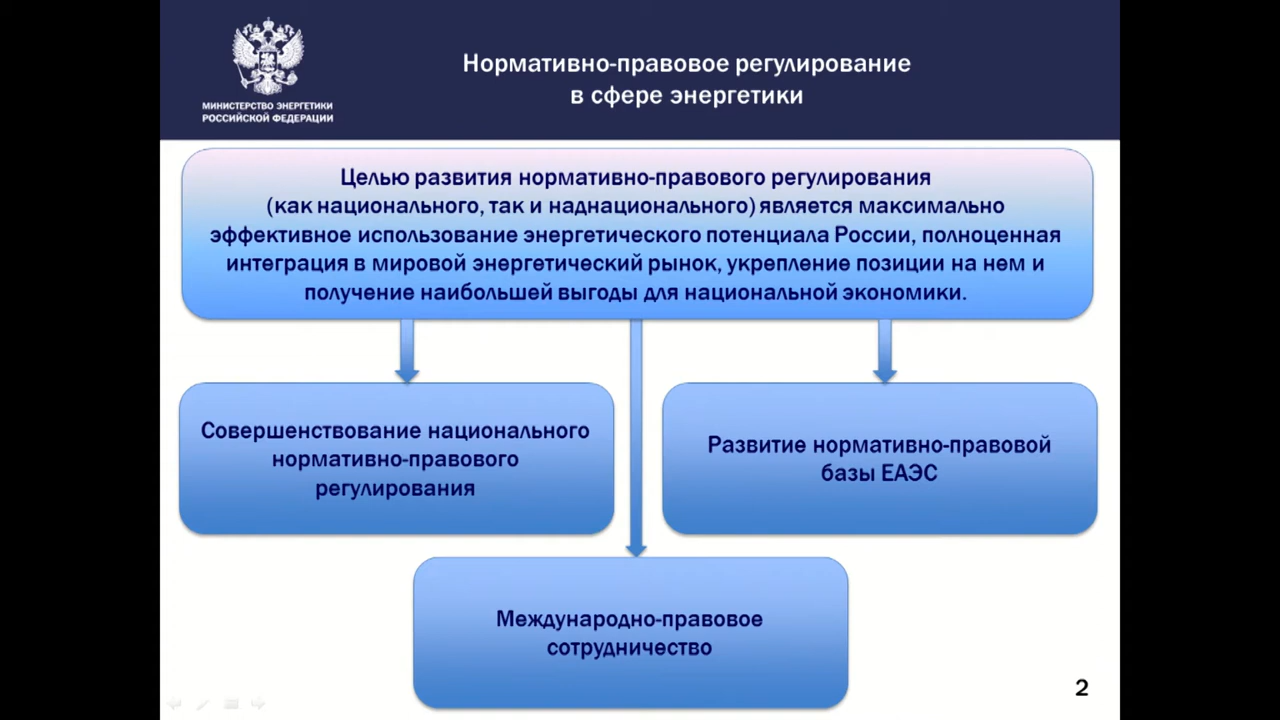 МИНИСТЕРСТВО ЭНЕРГЕТИКИ
РОССИЙСКОЙ ФЕДЕРАЦИИ
Нормативно-правовое регулирование
в сфере энергетики
Целью развития нормативно-правового регулирования
(как национального, так и наднационального) является максимально
эффективное использование энергетического потенциала России, полноценная
интеграция в мировой энергетический рынок, укрепление позиции на нем и
получение наибольшей выгоды для национальной экономики.
Совершенствование национального
нормативно-правового
регулирования
Развитие нормативно-правовой
базы ЕАЭС
Международно-правовое
сотрудничество
2